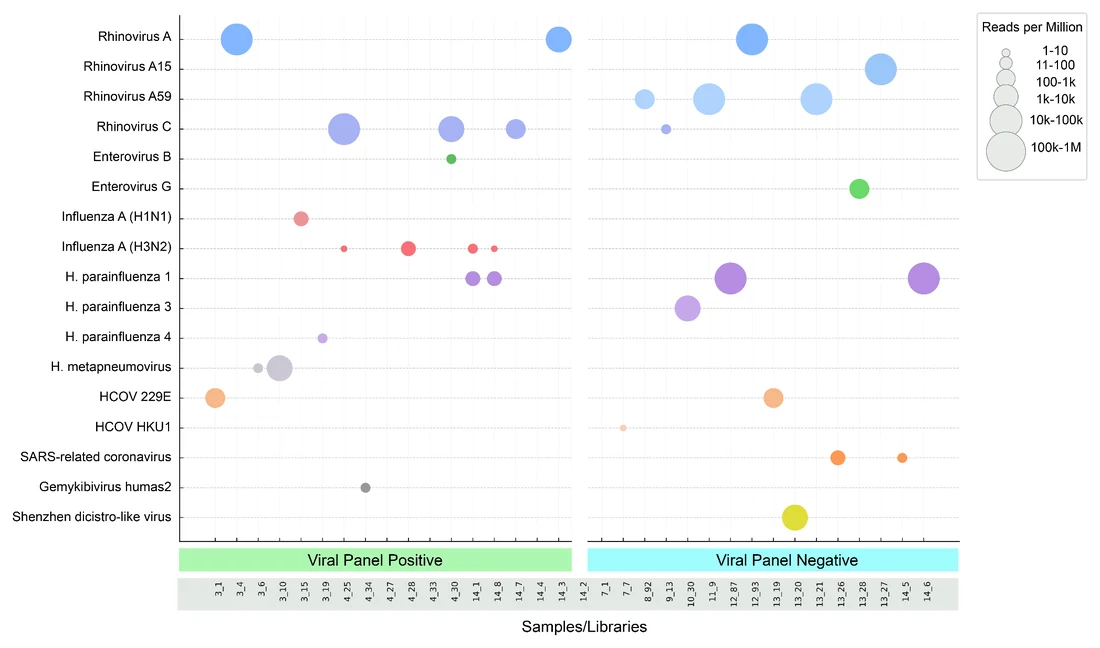 Rhinovirus A
Rhinovirus A15
Rhinovirus A59
Rhinovirus C
Enterovirus B
Enterovirus G
Influenza A (H1N1)
Influenza A (H3N2)
H. parainfluenza 1
H. parainfluenza 3
H. parainfluenza 4
H. metapneumovirus
HCOV 229E
HCOV HKU1
SARS-related coronavirus
Gemykibivirus humas2
Shenzhen dicistro-like virus
Reads per Million
1-10
11-100
100-1k
1k-10k
10k-100k
100k-1M
Viral Panel Positive
Viral Panel Negative
3_1
3_4
3_6
3_10
3_15
3_19
4_25
4_34
4_27
4_28
4_33
4_30
14_1
14_8
14_7
14_4
14_3
14_2
7_1
7_7
8_92
9_13
10_30
11_9
12_87
12_93
13_19
13_20
13_21
13_26
13_28
13_27
14_5
14_6
Samples/Libraries